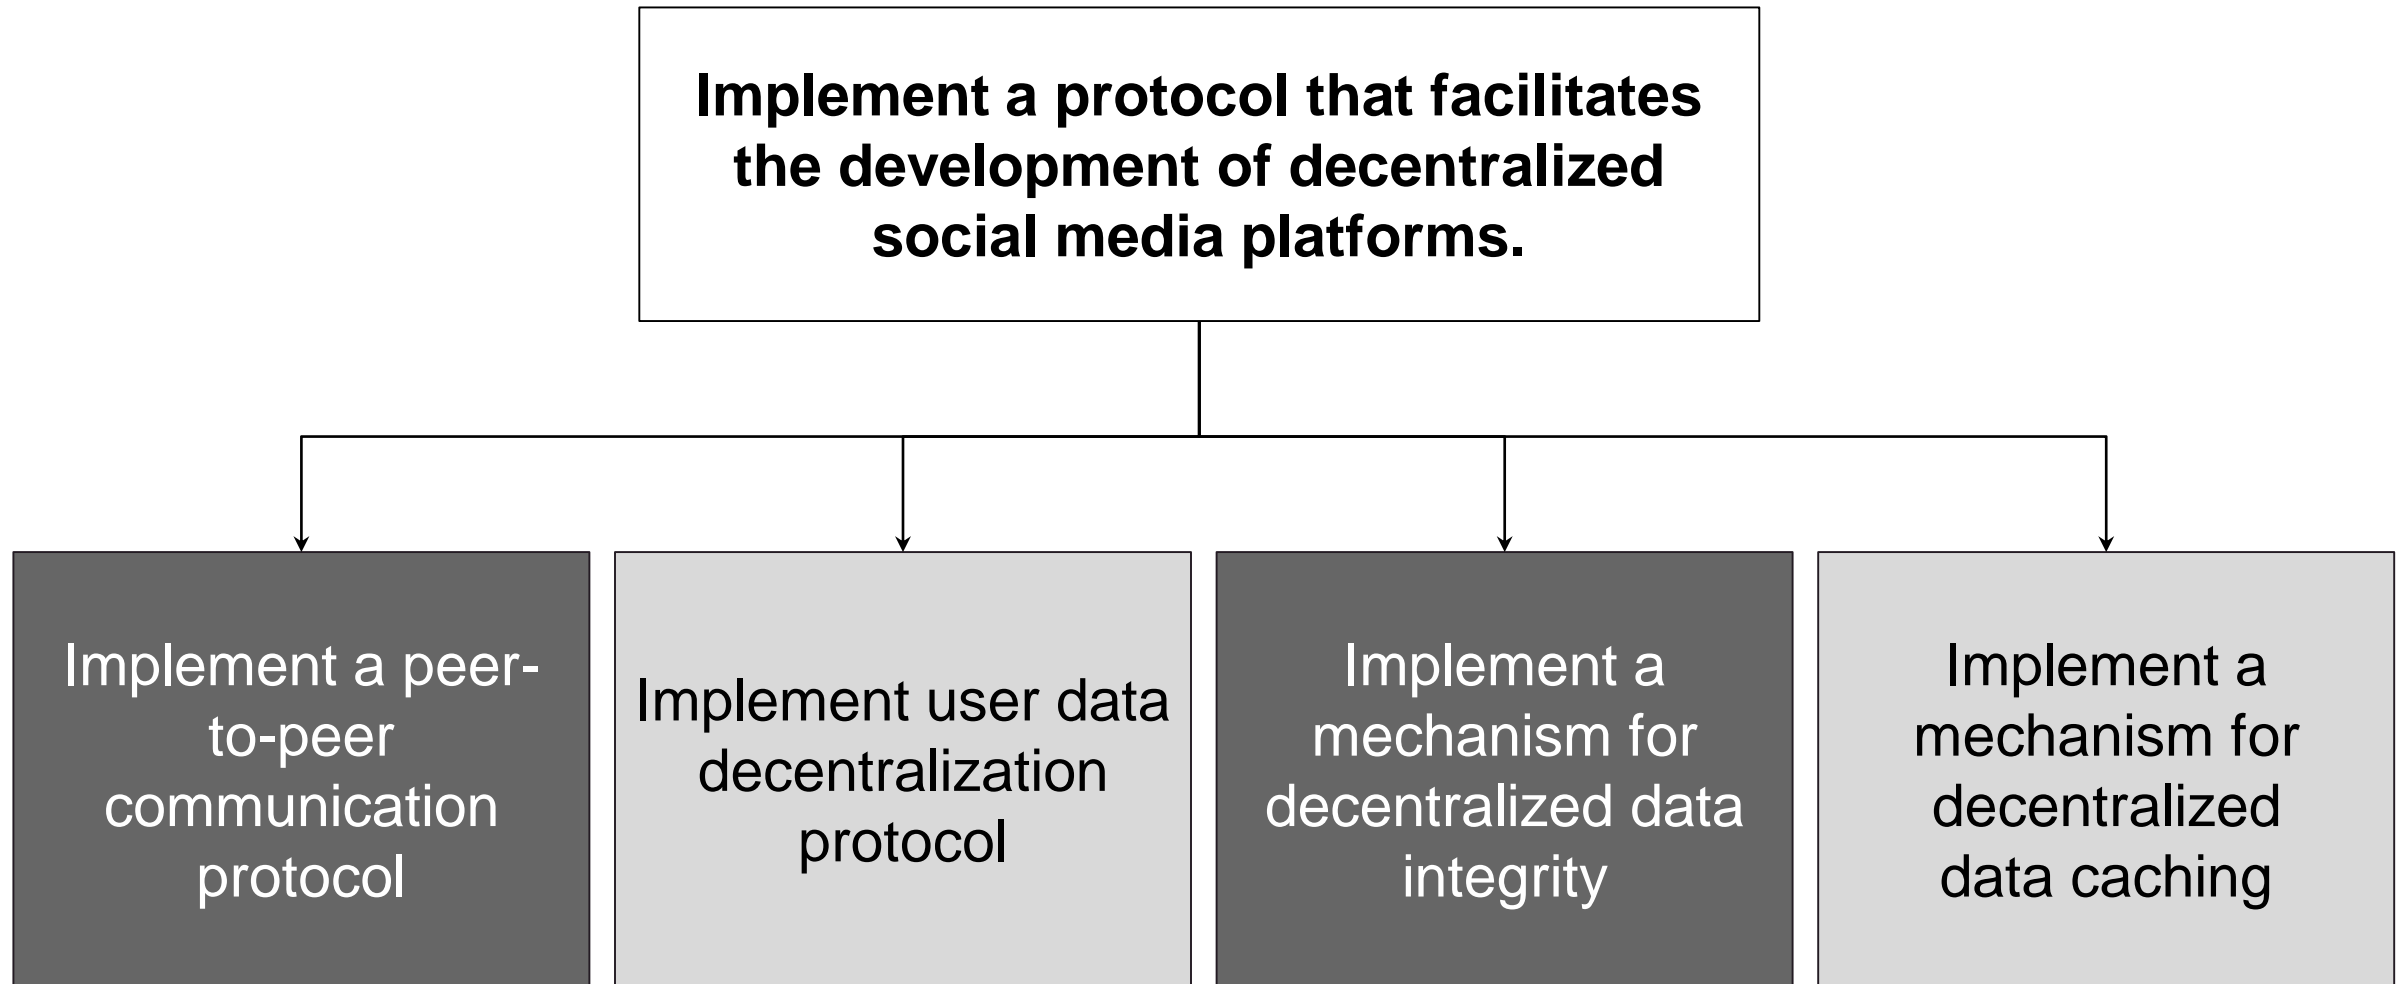 Implement a protocol that facilitates
the development of decentralized
social media platforms.
Implement a peer-
to-peer
communication
protocol
Implement user data
decentralization
protocol
Implement a
mechanism for
decentralized data
integrity
Implement a
mechanism for
decentralized
data caching